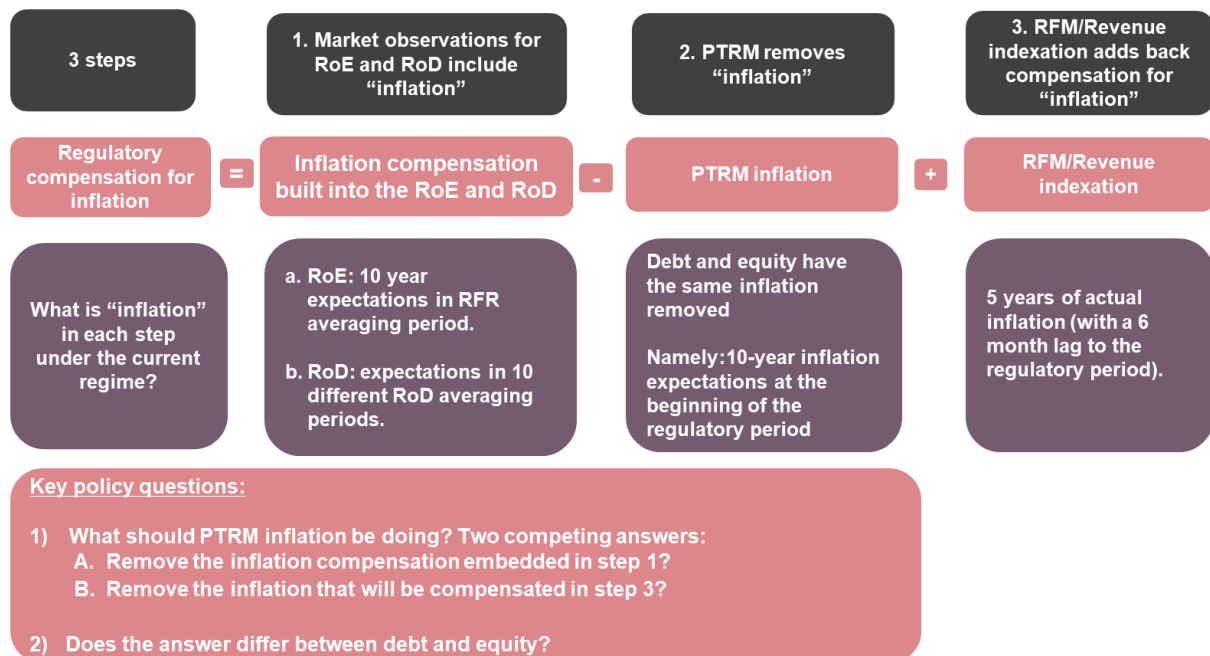 3 steps
1. Market observations for
RoE and RoD include
“inflation”
2. PTRM removes
“inflation”
3. RFM/Revenue
indexation adds back
compensation for
“inflation”
Regulatory
compensation for
inflation
=
Inflation compensation
built into the RoE and RoD
-
PTRM inflation
+
RFM/Revenue
indexation
What is “inflation”
in each step
under the current
regime?
a. RoE: 10 year
expectations in RFR
averaging period.
b. RoD: expectations in 10
different RoD averaging
periods.
Debt and equity have
the same inflation
removed
Namely:10-year inflation
expectations at the
beginning of the
regulatory period
5 years of actual
inflation (with a 6
month lag to the
regulatory period).
Key policy questions:
1) What should PTRM inflation be doing? Two competing answers:
A. Remove the inflation compensation embedded in step 1?
B. Remove the inflation that will be compensated in step 3?
2) Does the answer differ between debt and equity?